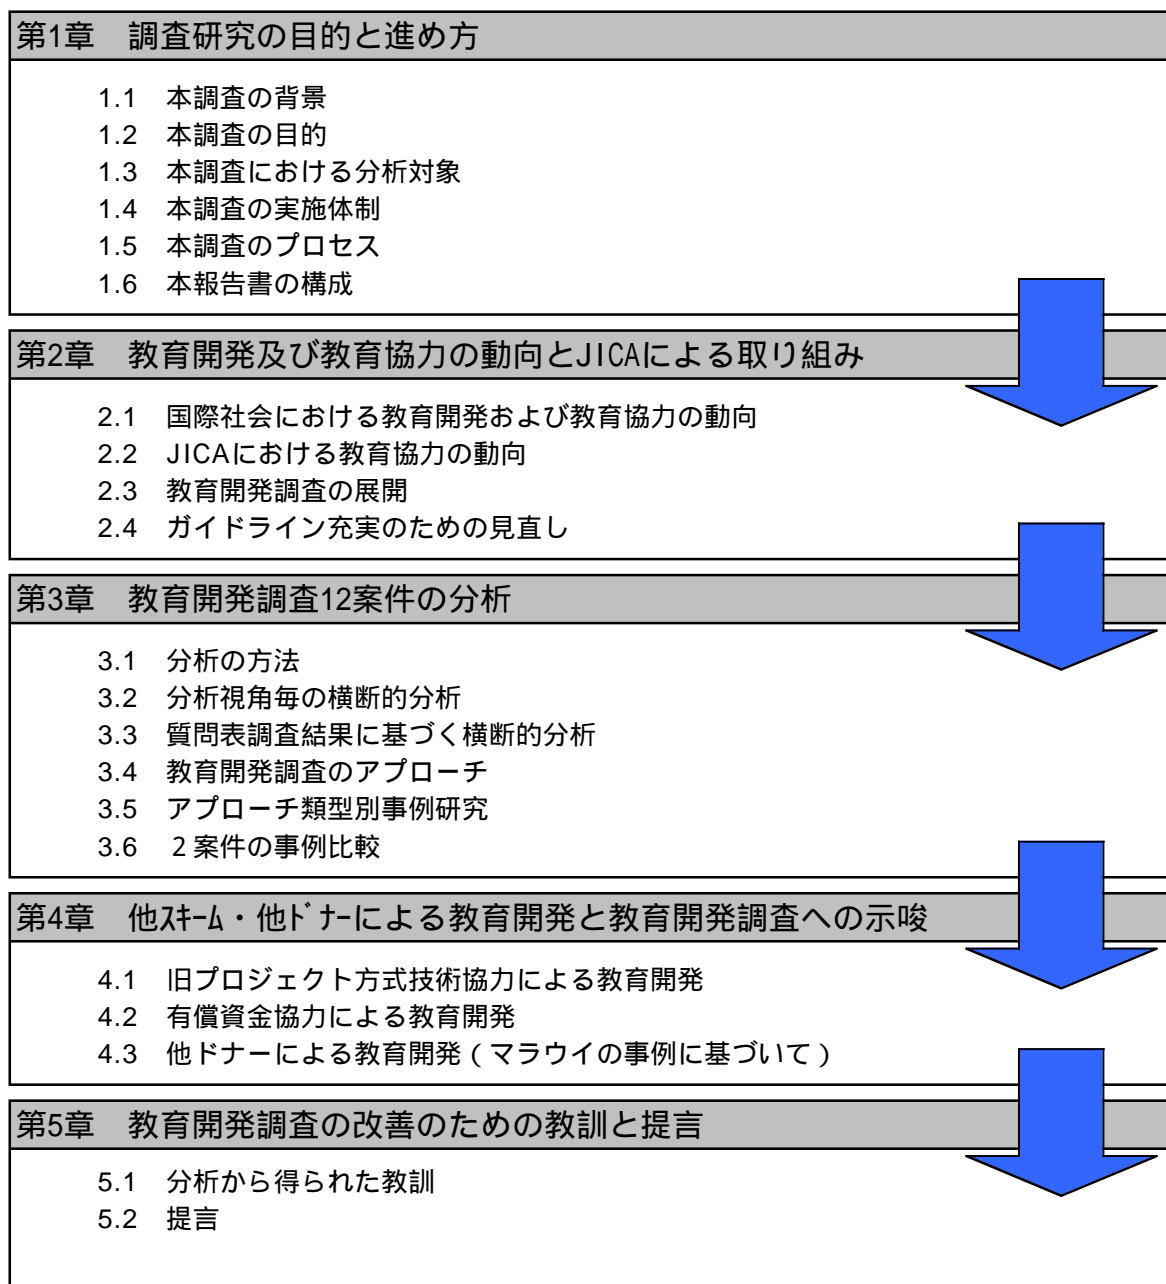 第1章　調査研究の目的と進め方
1.1　本調査の背景
1.2　本調査の目的
1.3　本調査における分析対象
1.4　本調査の実施体制
1.5　本調査のプロセス
1.6　本報告書の構成
第2章　教育開発及び教育協力の動向とJICAによる取り組み
2.1　国際社会における教育開発および教育協力の動向
2.2　JICAにおける教育協力の動向
2.3　教育開発調査の展開
2.4　ガイドライン充実のための見直し
第3章　教育開発調査12案件の分析
3.1　分析の方法
3.2　分析視角毎の横断的分析
3.3　質問表調査結果に基づく横断的分析
3.4　教育開発調査のアプローチ
3.5　アプローチ類型別事例研究
3.6　２案件の事例比較
第4章　他ｽｷｰﾑ・他ﾄﾞﾅｰによる教育開発と教育開発調査への示唆
4.1　旧プロジェクト方式技術協力による教育開発
4.2　有償資金協力による教育開発
4.3　他ドナーによる教育開発（マラウイの事例に基づいて）
第5章　教育開発調査の改善のための教訓と提言
5.1　分析から得られた教訓
5.2　提言